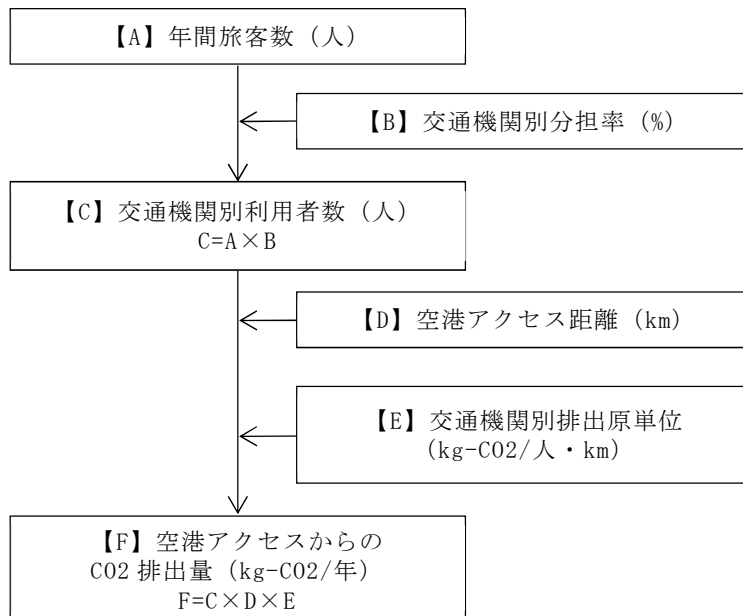 【A】年間旅客数（人）
【B】交通機関別分担率（%）
【C】交通機関別利用者数（人）
C=A×B
【D】空港アクセス距離（km）
【E】交通機関別排出原単位
（kg-CO2/人・km）
【F】空港アクセスからの
CO2 排出量（kg-CO2/年）
F=C×D×E